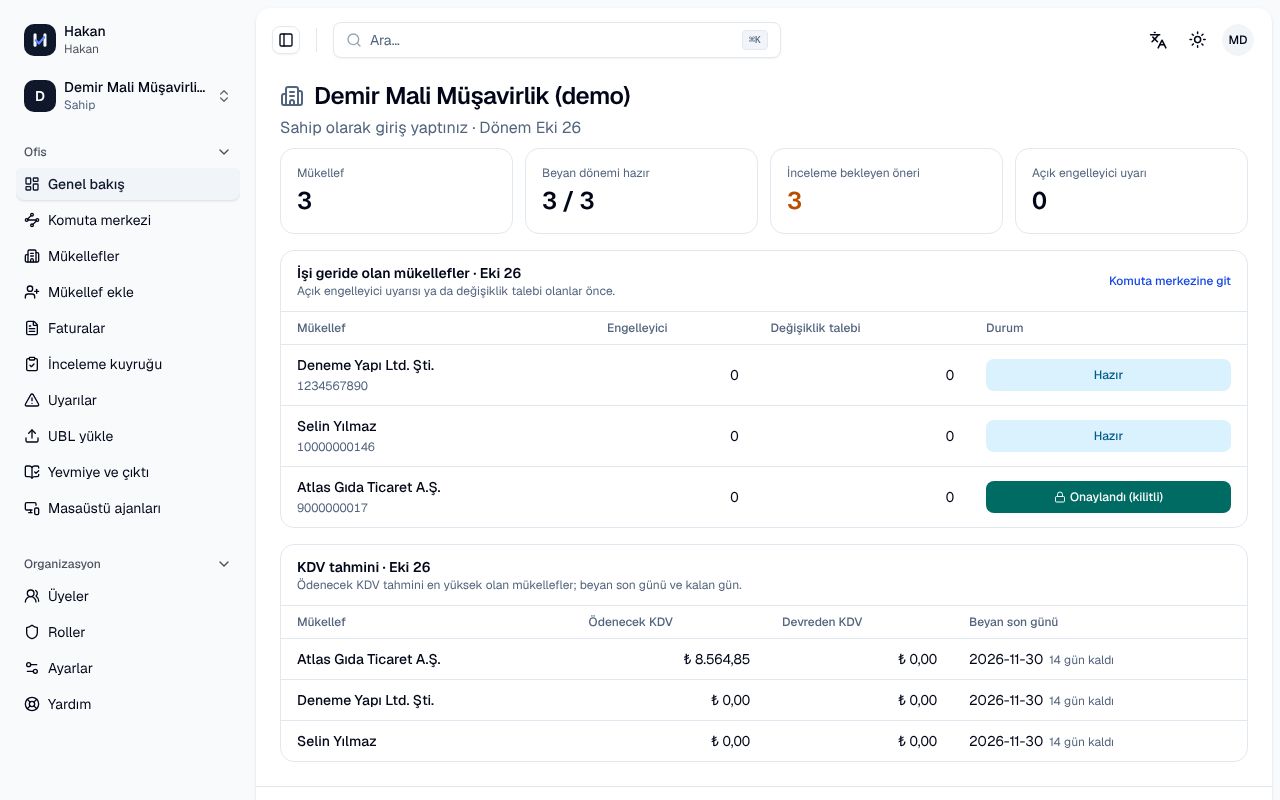 Hakan
Hakan
Demir Mali Müşavirli...
Sahip
D
Ofis
Genel bakış
Komuta merkezi
Mükellefler
Mükellef ekle
Faturalar
İnceleme kuyruğu
Uyarılar
UBL yükle
Yevmiye ve çıktı
Masaüstü ajanları
Organizasyon
Üyeler
Roller
Ayarlar
Yardım
Ara...
⌘K
MD
Demir Mali Müşavirlik (demo)
Sahip olarak giriş yaptınız · Dönem Eki 26
Mükellef
3
Beyan dönemi hazır
3 / 3
İnceleme bekleyen öneri
3
Açık engelleyici uyarı
0
İşi geride olan mükellefler · Eki 26
Açık engelleyici uyarısı ya da değişiklik talebi olanlar önce.
Komuta merkezine git
Mükellef Engelleyici Değişiklik talebi Durum
Deneme Yapı Ltd. Şti.
1234567890
0 0 Hazır
Selin Yılmaz
10000000146
0 0 Hazır
Atlas Gıda Ticaret A.Ş.
9000000017
0 0 Onaylandı (kilitli)
KDV tahmini · Eki 26
Ödenecek KDV tahmini en yüksek olan mükellefler; beyan son günü ve kalan gün.
Mükellef Ödenecek KDV Devreden KDV Beyan son günü
Atlas Gıda Ticaret A.Ş. ₺ 8.564,85 ₺ 0,00 2026-11-30 14 gün kaldı
Deneme Yapı Ltd. Şti. ₺ 0,00 ₺ 0,00 2026-11-30 14 gün kaldı
Selin Yılmaz ₺ 0,00 ₺ 0,00 2026-11-30 14 gün kaldı